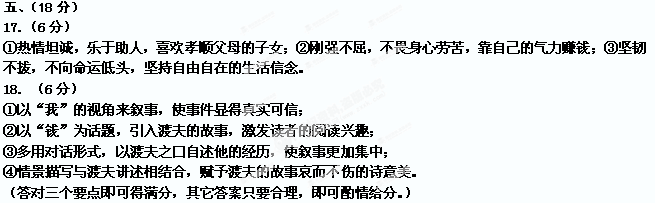 五、（18 分）
17.（6 分）
①热情坦诚，乐于助人，喜欢孝顺父母的子女；②刚强不屈，不畏身心劳苦，靠自己的气力赚钱；③坚韧
不拔，不向命运低头，坚持自由自在的生活信念。
18. （6 分）
①以“我”的视角来叙事，使事件显得真实可信；
②以“钱”为话题，引入渡夫的故事，激发读者的阅读兴趣；
③多用对话形式，以渡夫之口自述他的经历，使叙事更加集中；
④情景描写与渡夫讲述相结合，赋予渡夫的故事哀而不伤的诗意美。
（答对三个要点即可得满分，其它答案只要合理，即可酌情给分。）